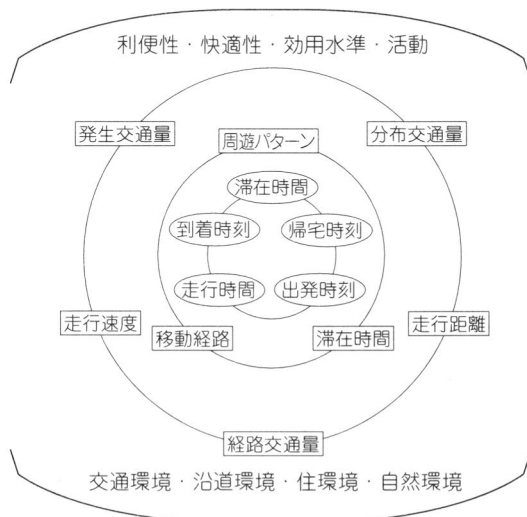 利便性・快適性・効用水準・活動
発生交通量
分布交通量
周遊パターン
滞在時間
到着時刻
帰宅時刻
走行時間
出発時刻
走行速度
移動経路
滞在時間
走行距離
経路交通量
交通環境・沿道環境・住環境・自然環境